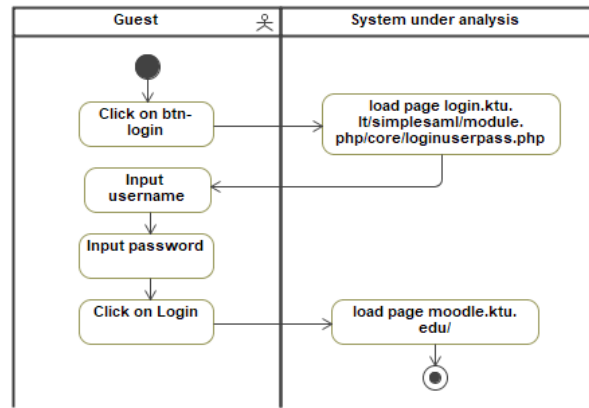 Guest
System under analysis
Click on btn-
login
load page login.ktu.
lt/simplesaml/module.
php/core/loginuserpass.php
Input
username
Input password
Click on Login
load page moodle.ktu.
edu/